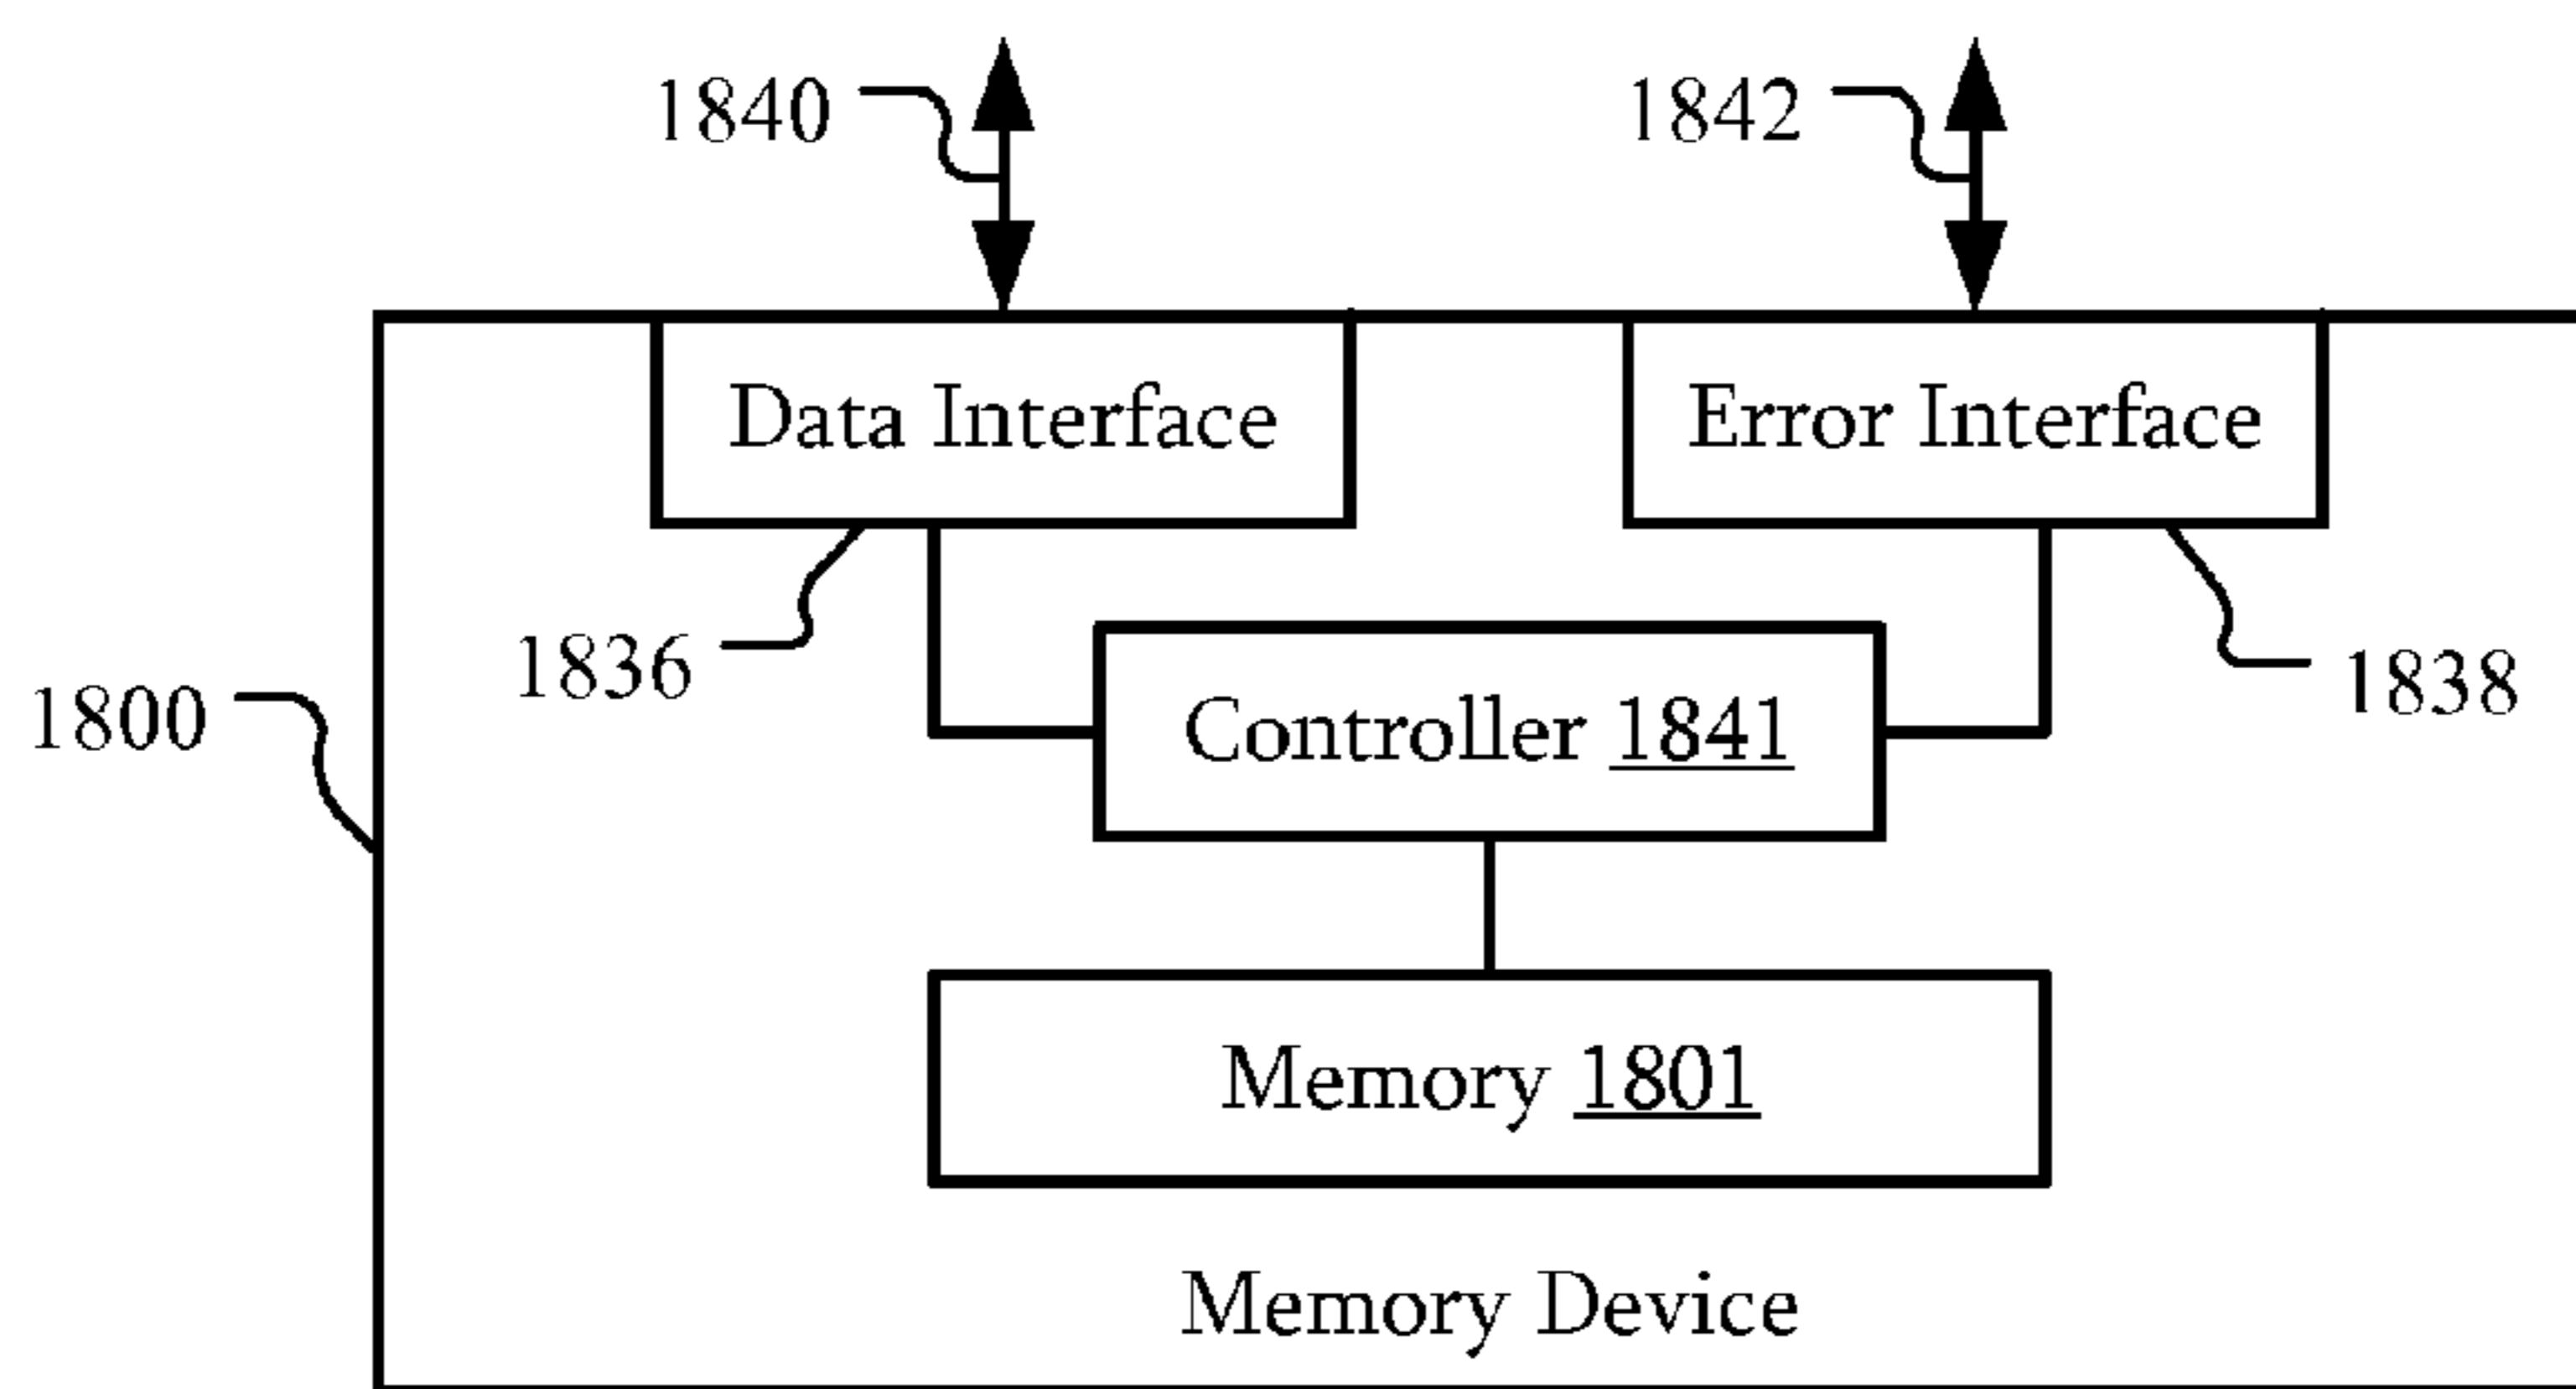 1840
1842
Data Interface
Error Interface
1836
1838
1800
Controller 1841
Memory 1801
Memory Device